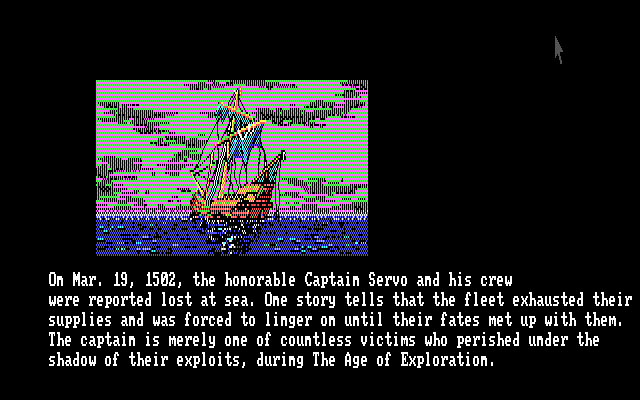 On Mar. 19, 1502, the honorable Captain Servo and his crew
were reported lost at sea. One story tells that the fleet exhausted their
supplies and was forced to linger on until their fates met up with them.
The captain is merely one of countless victims who perished under the
shadow of their exploits, during The Age of Exploration.